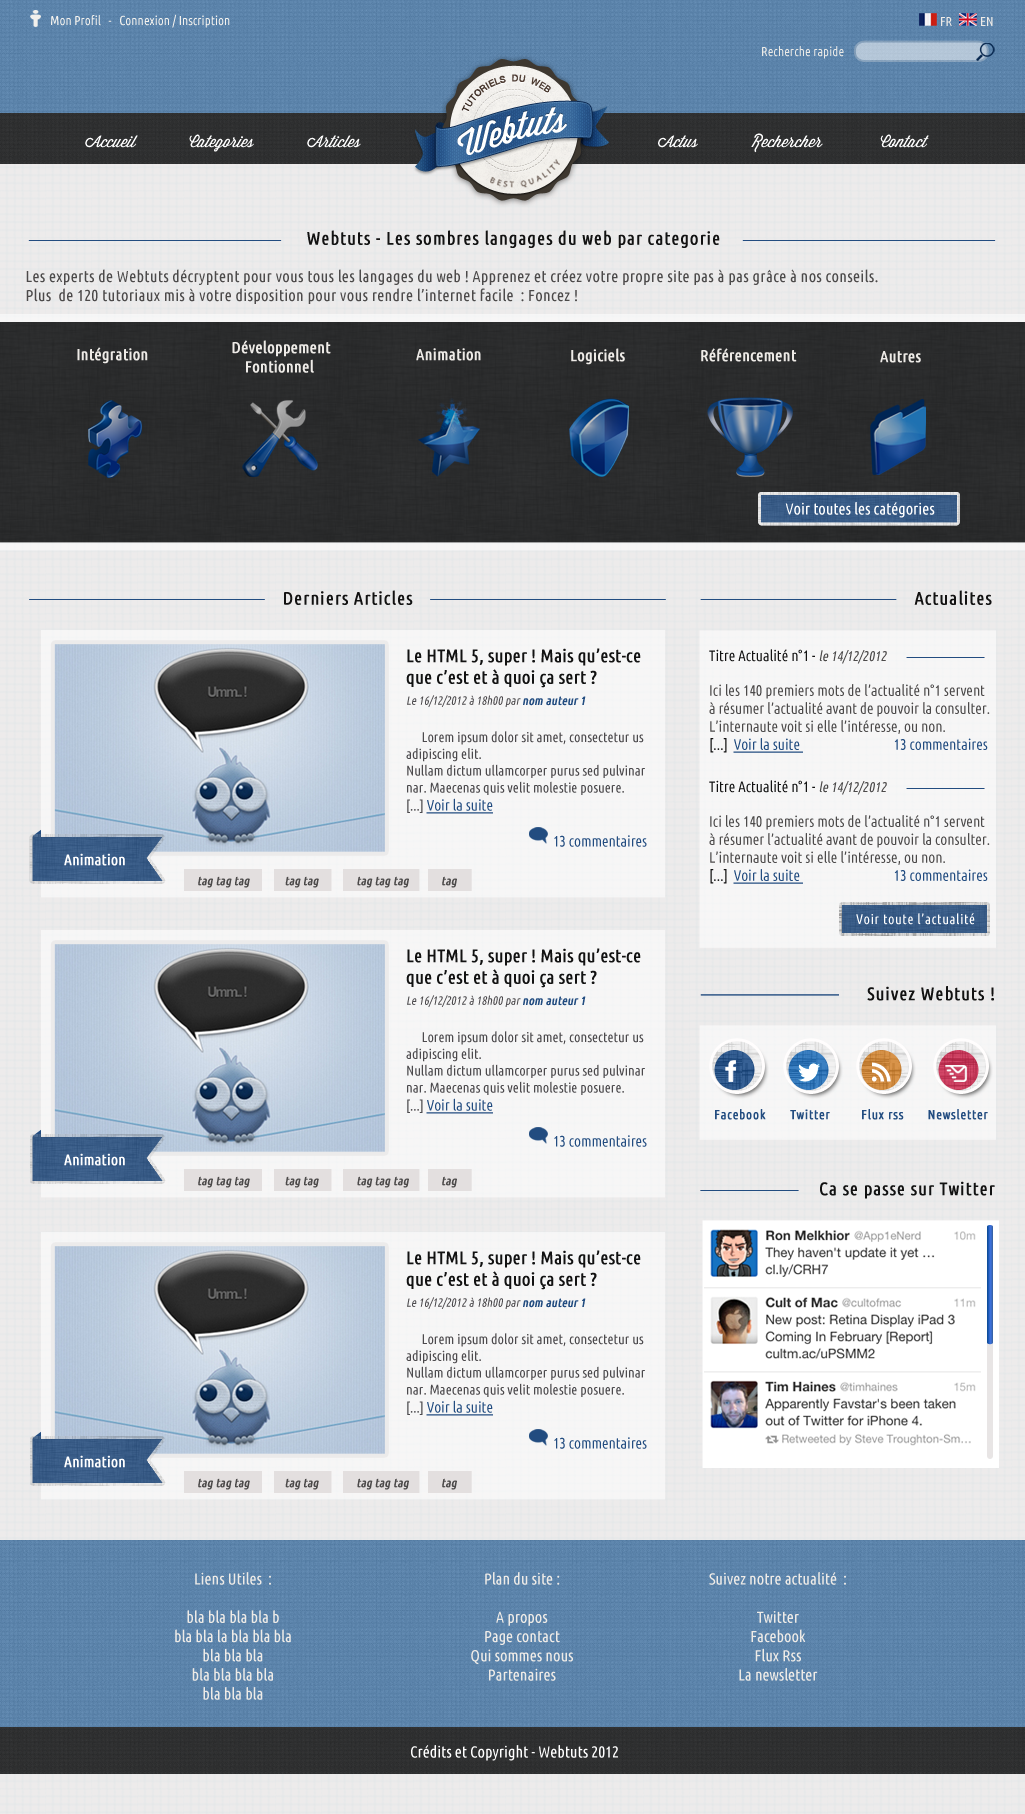 Mon Profil - Connexion / Inscription
FR EN
Recherche rapide
TUTORIELS DU WEB
Webtuts
BEST QUALITY
Accueil Categories Articles Actus Rechercher Contact
Webtuts - Les sombres langages du web par categorie
Les experts de Webtuts décryptent pour vous tous les langages du web ! Apprenez et créez votre propre site pas à pas grâce à nos conseils.
Plus de 120 tutoriaux mis à votre disposition pour vous rendre l'internet facile : Foncez !
Intégration
Développement
Fontionnel
Animation
Logiciels
Référencement
Autres
Voir toutes les catégories
Derniers Articles
Umm.. !
Animation
Le HTML 5, super ! Mais qu'est-ce
que c'est et à quoi ça sert ?
Le 16/12/2012 à 18h00 par nom auteur 1
Lorem ipsum dolor sit amet, consectetur us
adipiscing elit.
Nullam dictum ullamcorper purus sed pulvinar
nar. Maecenas quis velit molestie posuere.
[...] Voir la suite
13 commentaires
tag tag tag tag tag tag tag tag tag
Umm.. !
Animation
Le HTML 5, super ! Mais qu'est-ce
que c'est et à quoi ça sert ?
Le 16/12/2012 à 18h00 par nom auteur 1
Lorem ipsum dolor sit amet, consectetur us
adipiscing elit.
Nullam dictum ullamcorper purus sed pulvinar
nar. Maecenas quis velit molestie posuere.
[...] Voir la suite
13 commentaires
tag tag tag tag tag tag tag tag tag
Umm.. !
Animation
Le HTML 5, super ! Mais qu'est-ce
que c'est et à quoi ça sert ?
Le 16/12/2012 à 18h00 par nom auteur 1
Lorem ipsum dolor sit amet, consectetur us
adipiscing elit.
Nullam dictum ullamcorper purus sed pulvinar
nar. Maecenas quis velit molestie posuere.
[...] Voir la suite
13 commentaires
tag tag tag tag tag tag tag tag tag
Actualites
Titre Actualité n°1 - le 14/12/2012
Ici les 140 premiers mots de l'actualité n°1 servent
à résumer l'actualité avant de pouvoir la consulter.
L'internaute voit si elle l'intéresse, ou non.
[...] Voir la suite 13 commentaires
Titre Actualité n°1 - le 14/12/2012
Ici les 140 premiers mots de l'actualité n°1 servent
à résumer l'actualité avant de pouvoir la consulter.
L'internaute voit si elle l'intéresse, ou non.
[...] Voir la suite 13 commentaires
Voir toute l'actualité
Suivez Webtuts !
Facebook Twitter Flux rss Newsletter
Ca se passe sur Twitter
Ron Melkhior @App1eNerd 10m
They haven't update it yet …
cl.ly/CRH7
Cult of Mac @cultofmac 11m
New post: Retina Display iPad 3
Coming In February [Report]
cultm.ac/uPSMM2
Tim Haines @timhaines 15m
Apparently Favstar's been taken
out of Twitter for iPhone 4.
Retweeted by Steve Troughton-Sm…
Liens Utiles :
bla bla bla bla b
bla bla la bla bla bla
bla bla bla
bla bla bla bla
bla bla bla
Plan du site :
A propos
Page contact
Qui sommes nous
Partenaires
Suivez notre actualité :
Twitter
Facebook
Flux Rss
La newsletter
Crédits et Copyright - Webtuts 2012